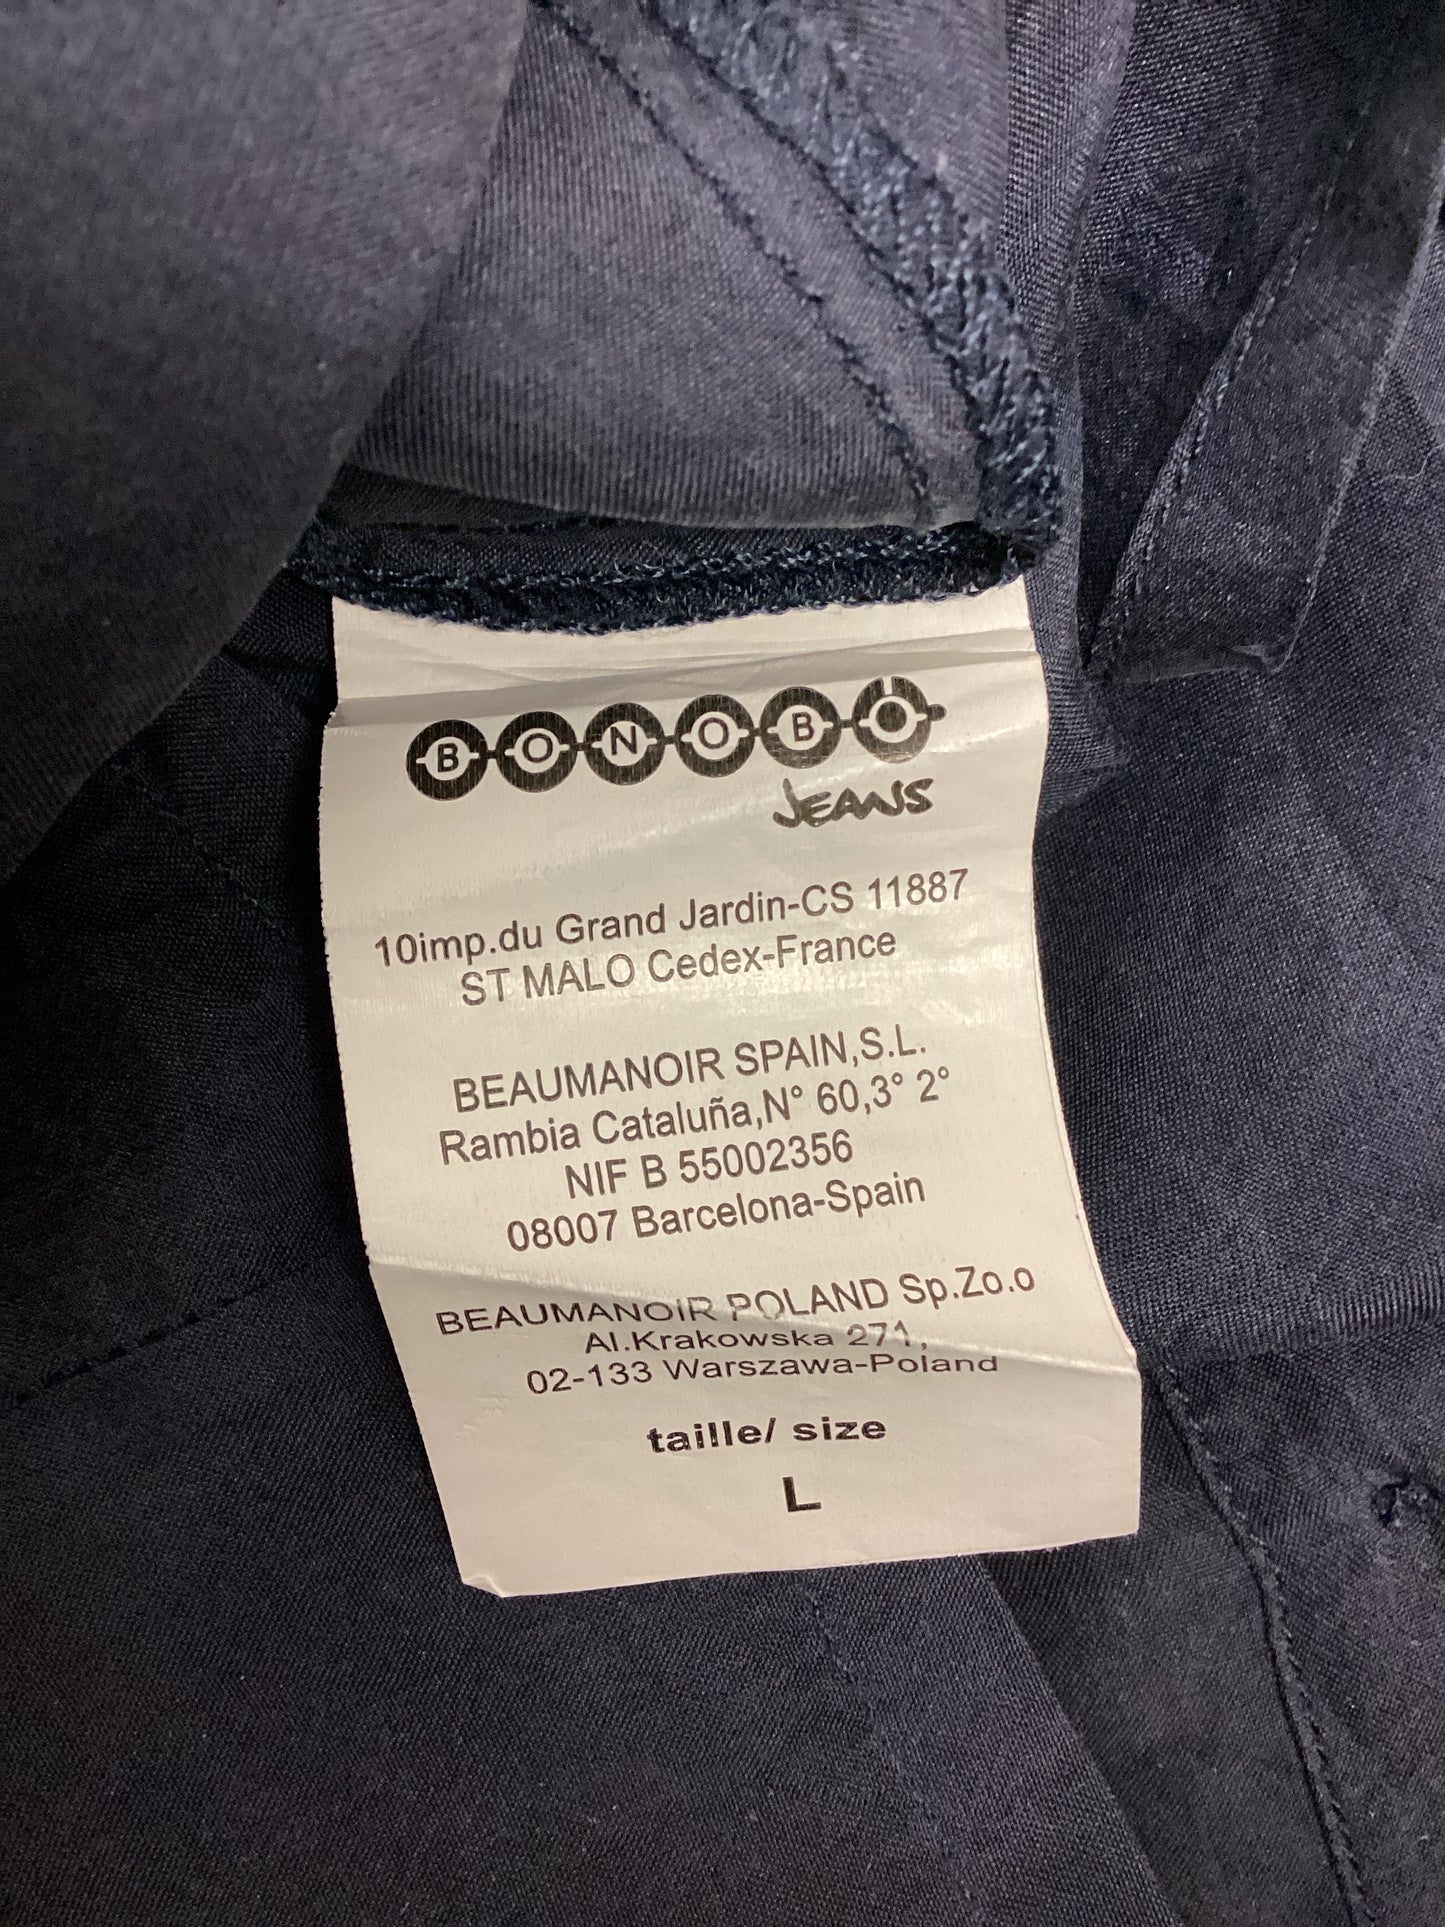 BONOBO
JEANS
10imp.du Grand Jardin-CS 11887
ST MALO Cedex-France
BEAUMANOIR SPAIN,S.L.
Rambia Cataluña,N° 60,3° 2°
NIF B 55002356
08007 Barcelona-Spain
BEAUMANOIR POLAND Sp.Zo.o
Al.Krakowska 271,
02-133 Warszawa-Poland
taille/ size
L